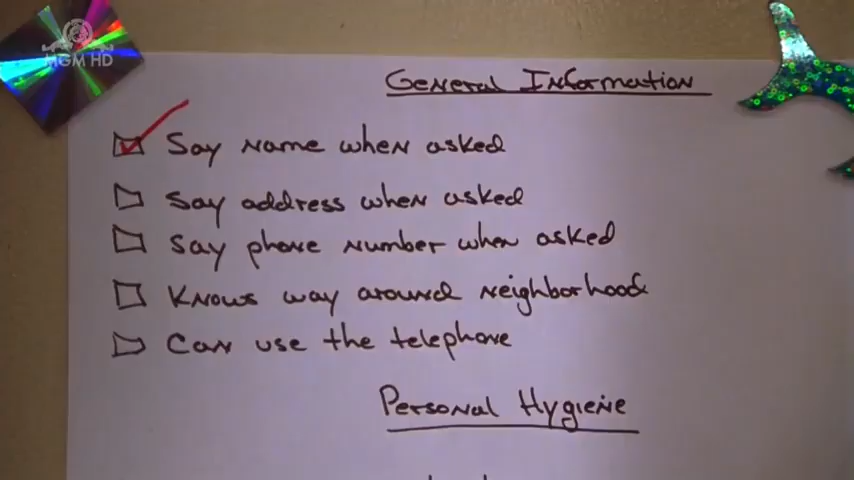 MGM HD
General Information
Say name when asked
Say address when asked
Say phone number when asked
Knows way around neighborhood
Can use the telephone
Personal Hygiene